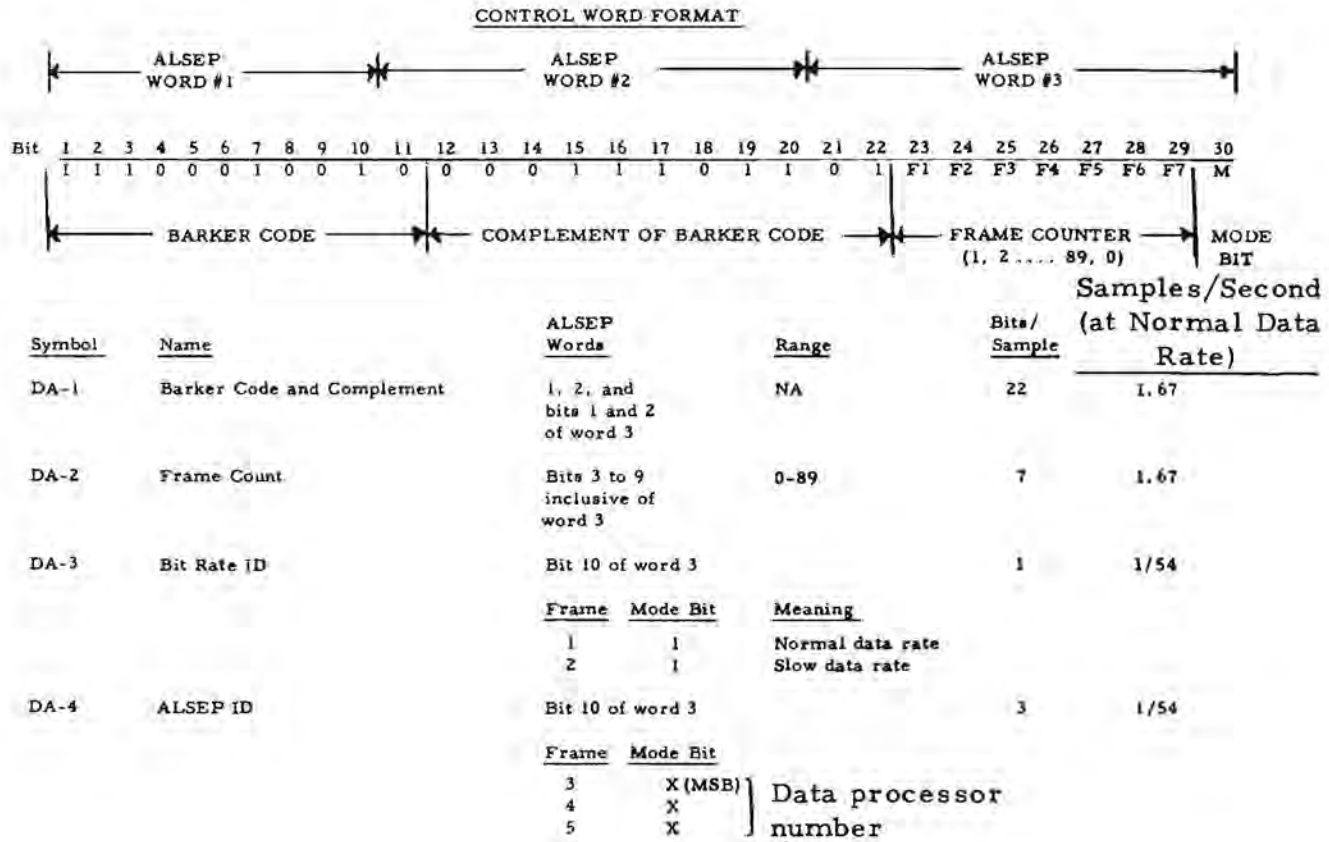 CONTROL WORD FORMAT
ALSEP WORD #1 ALSEP WORD #2 ALSEP WORD #3
Bit 1 2 3 4 5 6 7 8 9 10 11 12 13 14 15 16 17 18 19 20 21 22 23 24 25 26 27 28 29 30
1 1 1 0 0 0 1 0 0 1 0 0 0 0 1 1 1 0 1 1 0 1 F1 F2 F3 F4 F5 F6 F7 M
BARKER CODE COMPLEMENT OF BARKER CODE FRAME COUNTER MODE
(1, 2 .... 89, 0) BIT
Samples/Second
(at Normal Data
Rate)
Symbol Name ALSEP Words Range Bits/Sample
DA-1 Barker Code and Complement 1, 2, and NA 22 1.67
bits 1 and 2
of word 3
DA-2 Frame Count Bits 3 to 9 0-89 7 1.67
inclusive of
word 3
DA-3 Bit Rate ID Bit 10 of word 3 1 1/54
Frame Mode Bit Meaning
1 1 Normal data rate
2 1 Slow data rate
DA-4 ALSEP ID Bit 10 of word 3 3 1/54
Frame Mode Bit
3 X (MSB)
4 X
5 X
Data processor
number